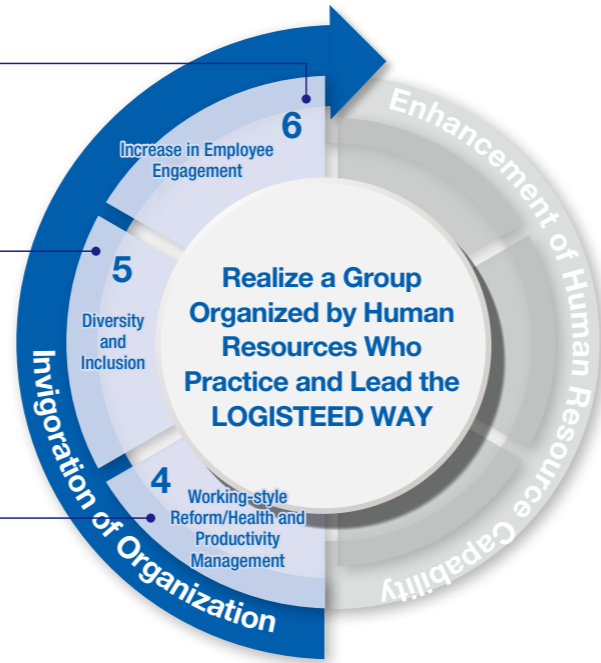 Enhancement of Human Resource Capability
6
Increase in Employee
Engagement
5
Diversity
and
Inclusion
4
Working-style
Reform/Health and
Productivity
Management
Invigoration of Organization
Realize a Group
Organized by Human
Resources Who
Practice and Lead the
LOGISTEED WAY